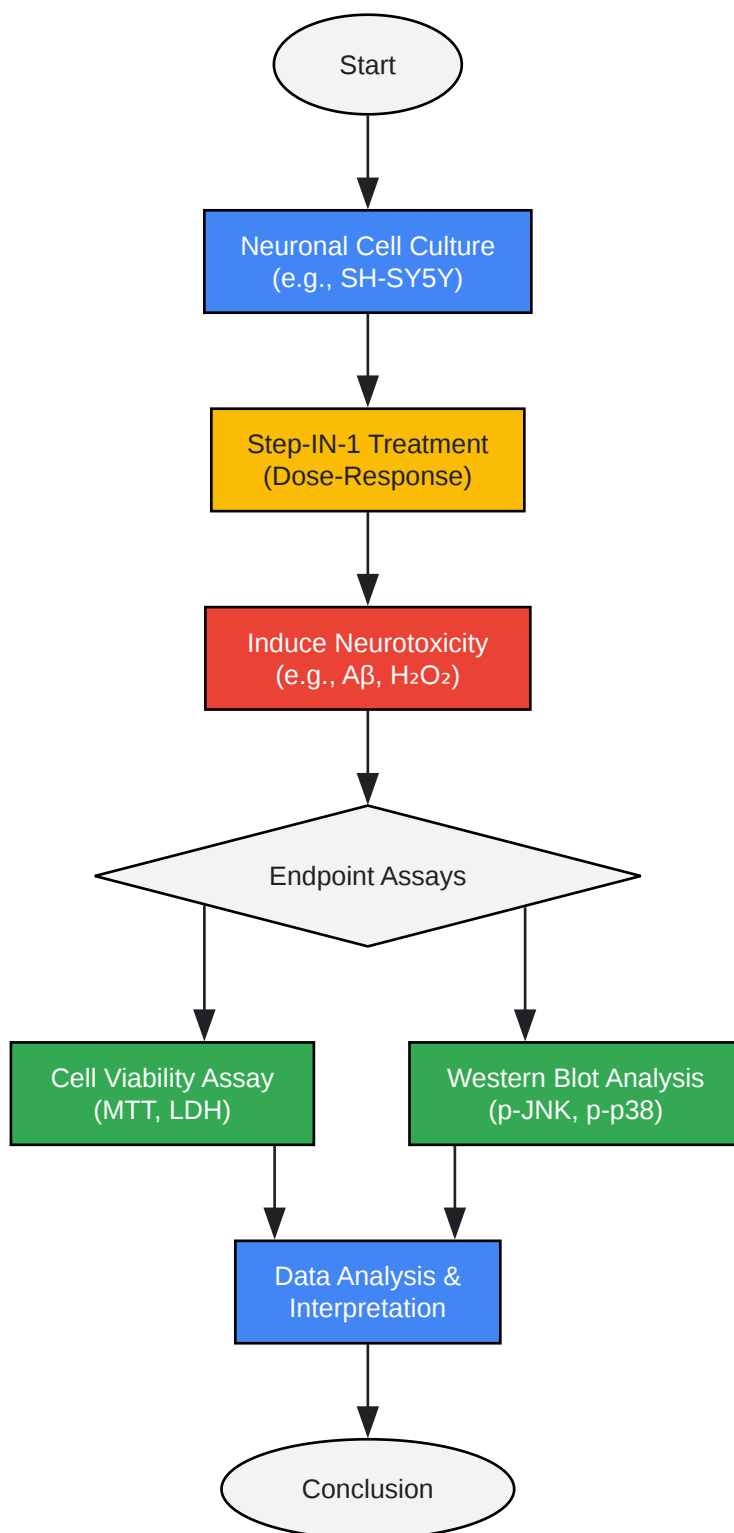 Start
Neuronal Cell Culture
(e.g., SH-SY5Y)
Step-IN-1 Treatment
(Dose-Response)
Induce Neurotoxicity
(e.g., Aβ, H₂O₂)
Endpoint Assays
Cell Viability Assay
(MTT, LDH)
Western Blot Analysis
(p-JNK, p-p38)
Data Analysis &
Interpretation
Conclusion